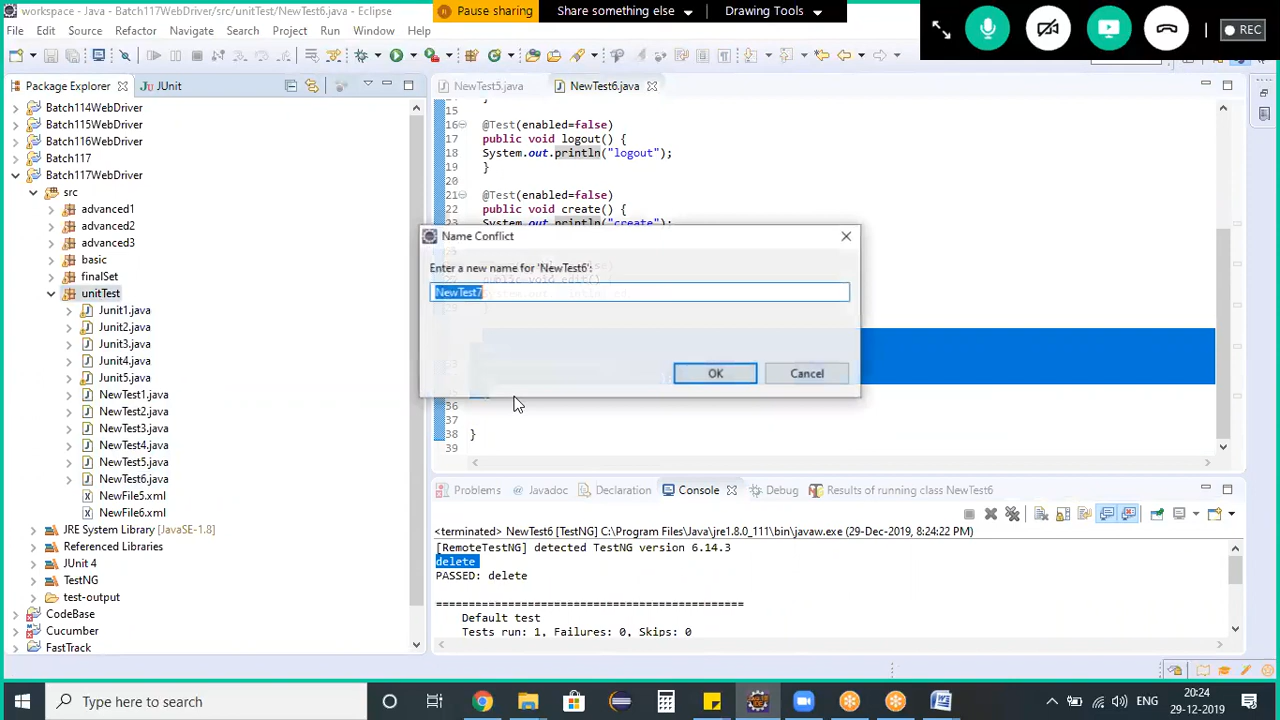 workspace - Java - Batch117WebDriver/src/unitTest/NewTest6.java - Eclipse
Pause sharing
Share something else
Drawing Tools
REC
File Edit Source Refactor Navigate Search Project Run Window Help
Package Explorer
JUnit
NewTest5.java
NewTest6.java
Batch114WebDriver
Batch115WebDriver
Batch116WebDriver
Batch117
Batch117WebDriver
src
advanced1
advanced2
advanced3
basic
finalSet
unitTest
Junit1.java
Junit2.java
Junit3.java
Junit4.java
Junit5.java
NewTest1.java
NewTest2.java
NewTest3.java
NewTest4.java
NewTest5.java
NewTest6.java
NewFile5.xml
NewFile6.xml
JRE System Library [JavaSE-1.8]
Referenced Libraries
JUnit 4
TestNG
test-output
CodeBase
Cucumber
FastTrack
15 }
16 @Test(enabled=false)
17 public void logout() {
18 System.out.println("logout");
19 }
20
21 @Test(enabled=false)
22 public void create() {
23 System.out.println("create");
36
37
38 }
39
Name Conflict
Enter a new name for 'NewTest6':
NewTest7
OK
Cancel
Problems
Javadoc
Declaration
Console
Debug
Results of running class NewTest6
<terminated> NewTest6 [TestNG] C:\Program Files\Java\jre1.8.0_111\bin\javaw.exe (29-Dec-2019, 8:24:22 PM)
[RemoteTestNG] detected TestNG version 6.14.3
delete
PASSED: delete
===============================================
Default test
Tests run: 1, Failures: 0, Skips: 0
Type here to search
ENG
20:24
29-12-2019